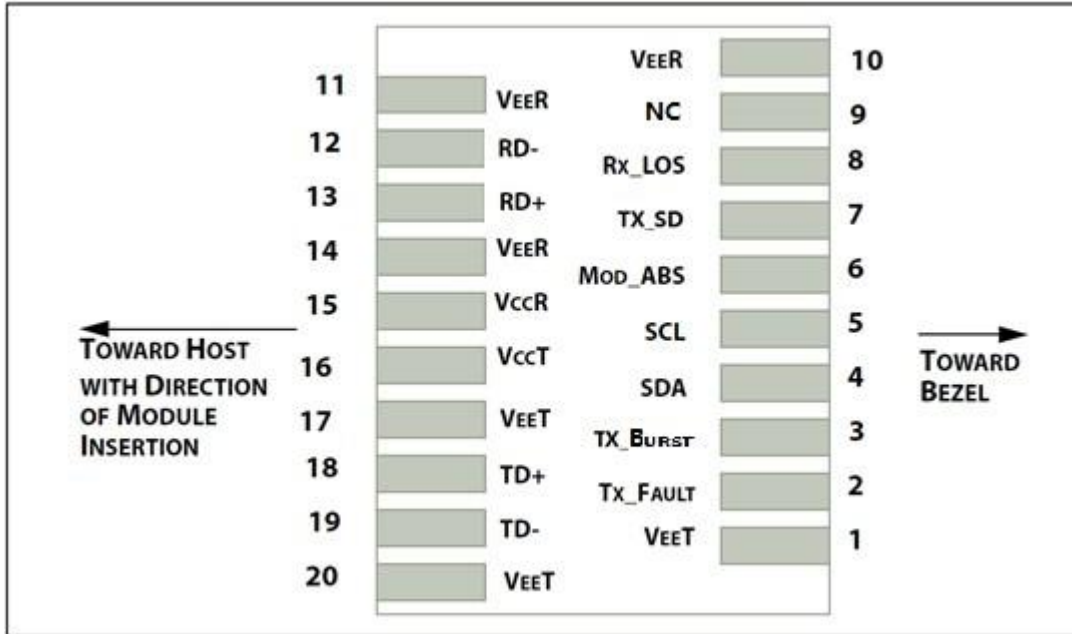 11 VEER
12 RD-
13 RD+
14 VEER
15 VCCR
16 VCCT
17 VEET
18 TD+
19 TD-
20 VEET
VEER 10
NC 9
RX_LOS 8
TX_SD 7
MOD_ABS 6
SCL 5
SDA 4
TX_BURST 3
TX_FAULT 2
VEET 1
TOWARD HOST
WITH DIRECTION
OF MODULE
INSERTION
TOWARD
BEZEL